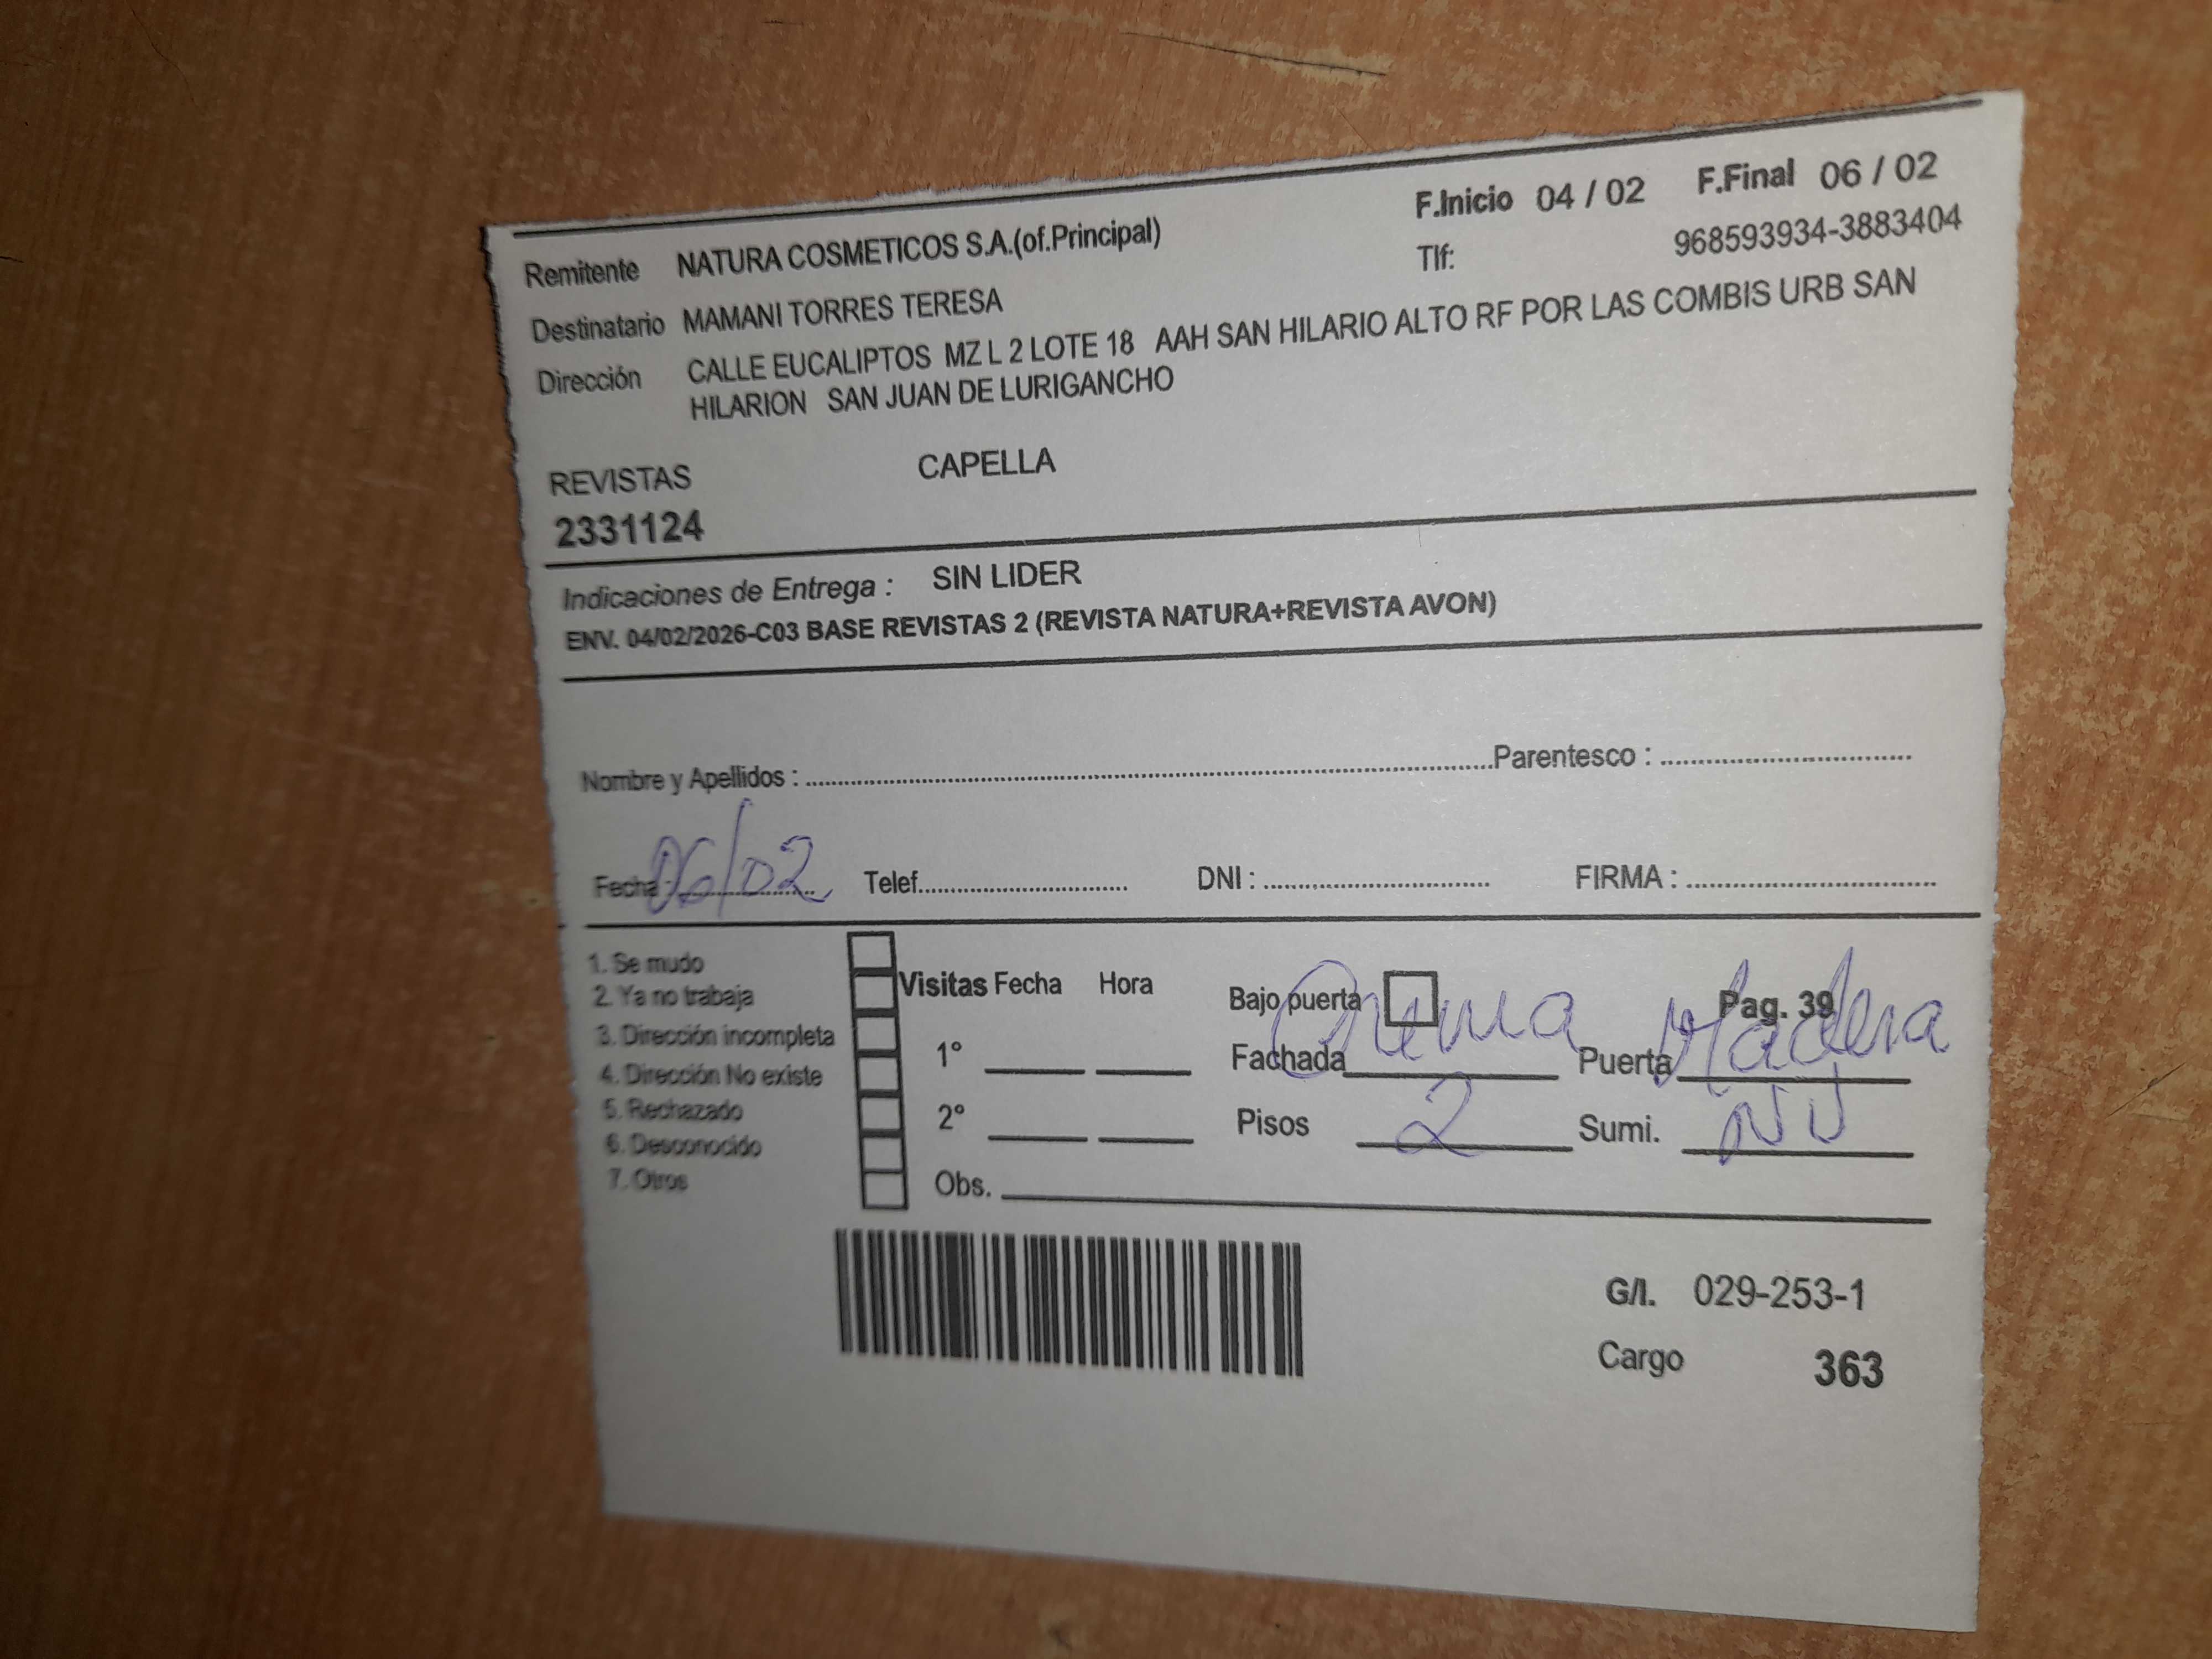 F.Inicio 04 / 02 F.Final 06 / 02
Remitente NATURA COSMETICOS S.A.(of.Principal) Tlf: 968593934-3883404
Destinatario MAMANI TORRES TERESA
Dirección CALLE EUCALIPTOS MZ L 2 LOTE 18 AAH SAN HILARIO ALTO RF POR LAS COMBIS URB SAN
HILARION SAN JUAN DE LURIGANCHO
REVISTAS CAPELLA
2331124
Indicaciones de Entrega : SIN LIDER
ENV. 04/02/2026-C03 BASE REVISTAS 2 (REVISTA NATURA+REVISTA AVON)
Nombre y Apellidos : Parentesco :
Fecha : 06/02 Telef. DNI : FIRMA :
1. Se mudo
2. Ya no trabaja
3. Dirección incompleta
4. Dirección No existe
5. Rechazado
6. Desconocido
7. Otros
Visitas Fecha Hora
1°
2°
Obs.
Bajo puerta Pag. 39
Fachada Crema Puerta Madera
Pisos 2 Sumi.
G/I. 029-253-1
Cargo 363